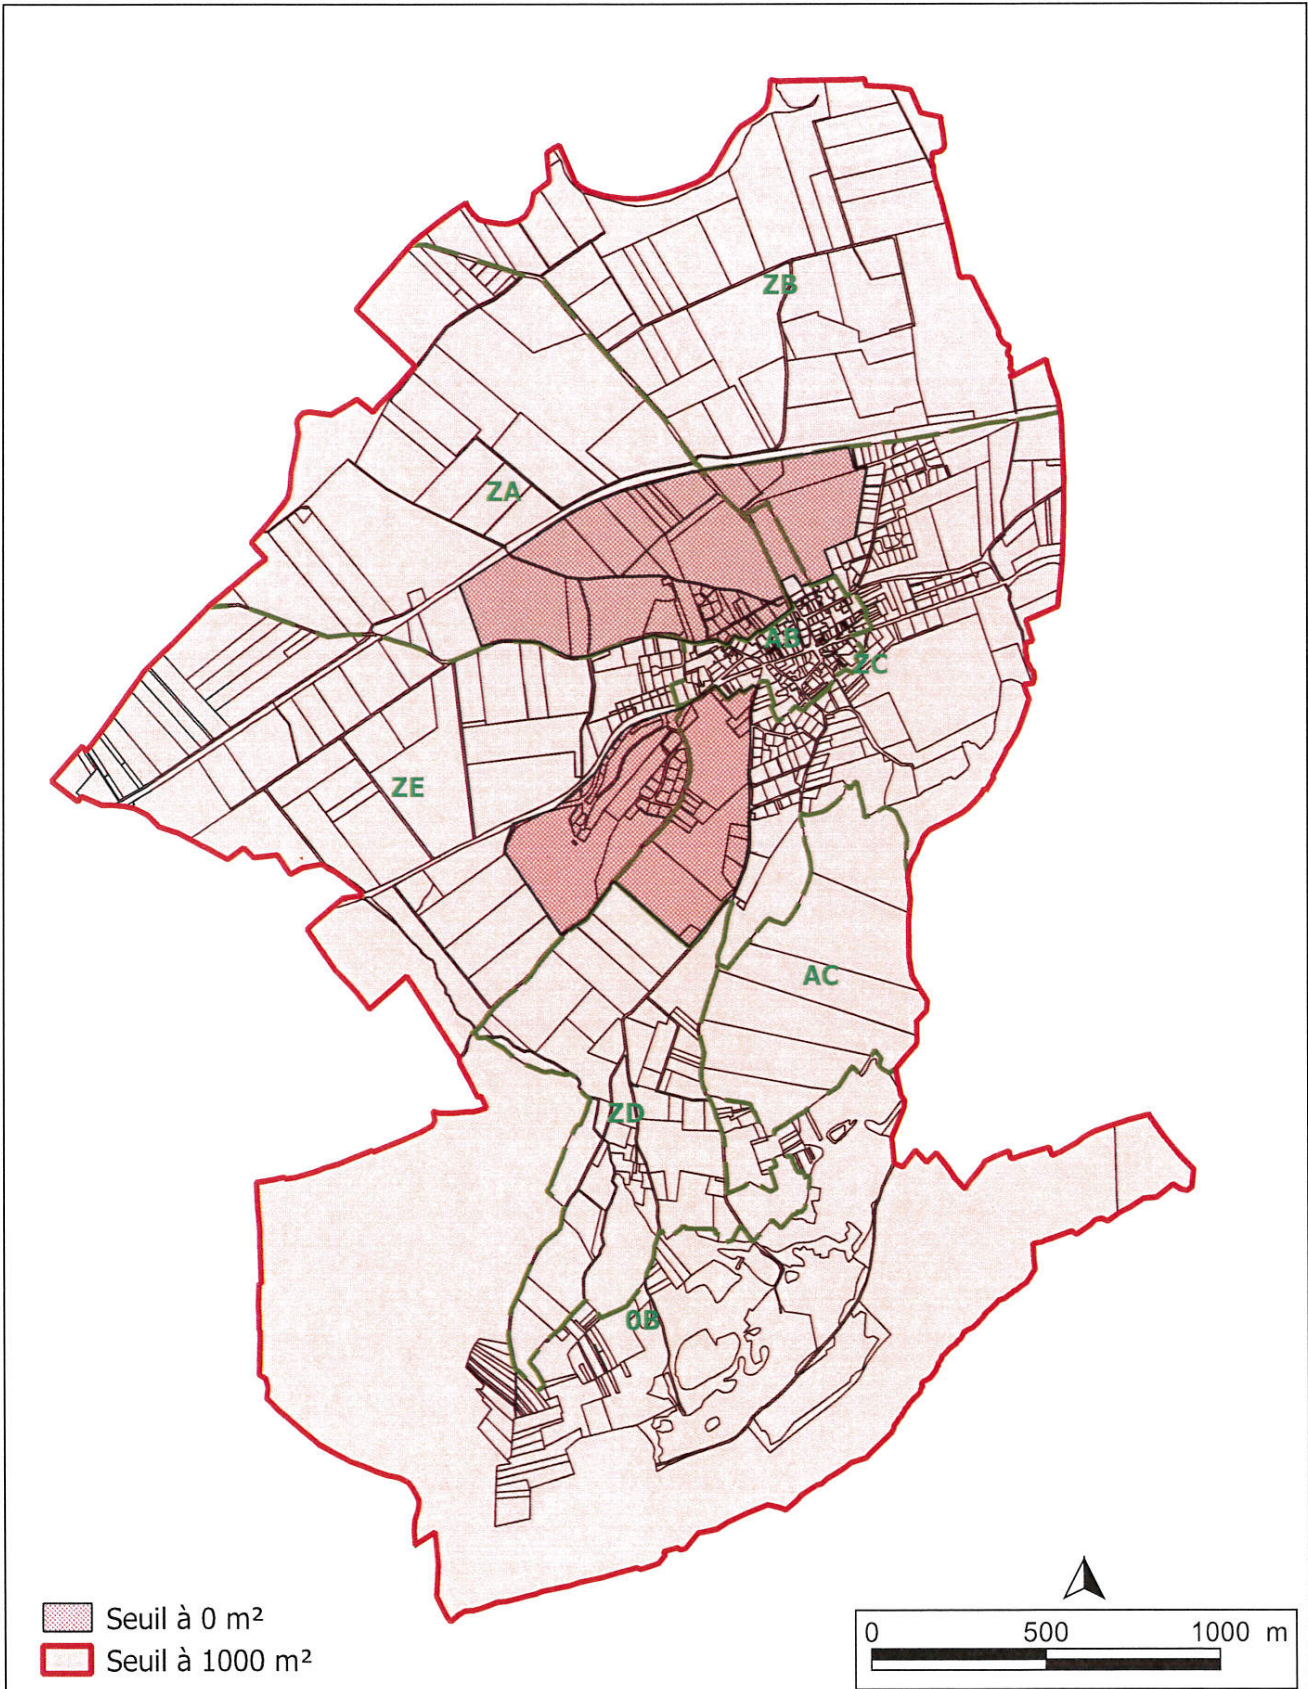 ZB
ZA
AB
ZC
ZE
AC
ZD
0B
Seuil à 0 m²
Seuil à 1000 m²
0 500 1000 m